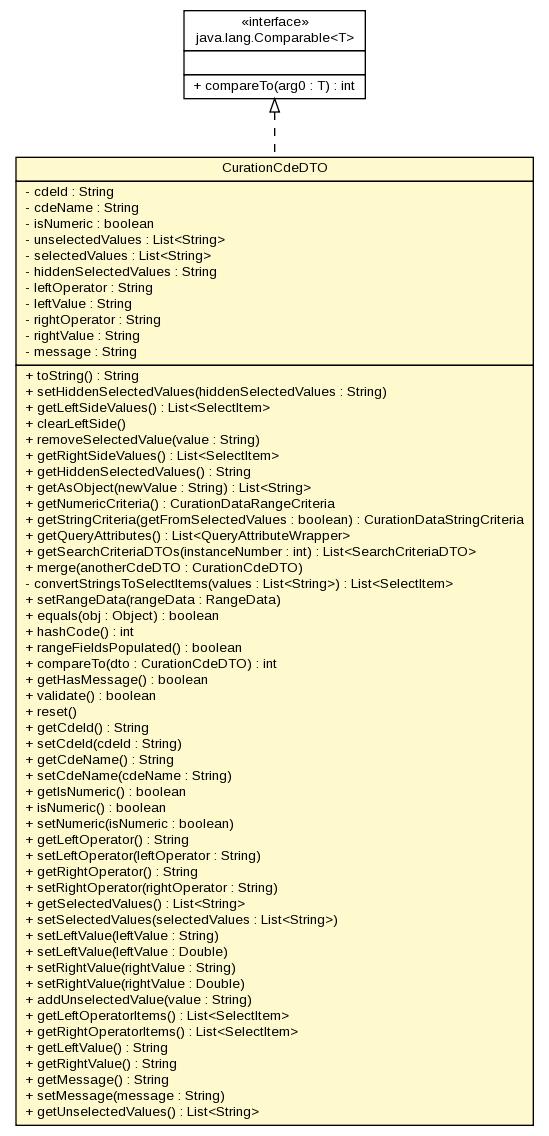 «interface»
java.lang.Comparable<T>
+ compareTo(arg0 : T) : int
CurationCdeDTO
- cdeId : String
- cdeName : String
- isNumeric : boolean
- unselectedValues : List<String>
- selectedValues : List<String>
- hiddenSelectedValues : String
- leftOperator : String
- leftValue : String
- rightOperator : String
- rightValue : String
- message : String
+ toString() : String
+ setHiddenSelectedValues(hiddenSelectedValues : String)
+ getLeftSideValues() : List<SelectItem>
+ clearLeftSide()
+ removeSelectedValue(value : String)
+ getRightSideValues() : List<SelectItem>
+ getHiddenSelectedValues() : String
+ getAsObject(newValue : String) : List<String>
+ getNumericCriteria() : CurationDataRangeCriteria
+ getStringCriteria(getFromSelectedValues : boolean) : CurationDataStringCriteria
+ getQueryAttributes() : List<QueryAttributeWrapper>
+ getSearchCriteriaDTOs(instanceNumber : int) : List<SearchCriteriaDTO>
+ merge(anotherCdeDTO : CurationCdeDTO)
- convertStringsToSelectItems(values : List<String>) : List<SelectItem>
+ setRangeData(rangeData : RangeData)
+ equals(obj : Object) : boolean
+ hashCode() : int
+ rangeFieldsPopulated() : boolean
+ compareTo(dto : CurationCdeDTO) : int
+ getHasMessage() : boolean
+ validate() : boolean
+ reset()
+ getCdeId() : String
+ setCdeId(cdeId : String)
+ getCdeName() : String
+ setCdeName(cdeName : String)
+ getIsNumeric() : boolean
+ isNumeric() : boolean
+ setNumeric(isNumeric : boolean)
+ getLeftOperator() : String
+ setLeftOperator(leftOperator : String)
+ getRightOperator() : String
+ setRightOperator(rightOperator : String)
+ getSelectedValues() : List<String>
+ setSelectedValues(selectedValues : List<String>)
+ setLeftValue(leftValue : String)
+ setLeftValue(leftValue : Double)
+ setRightValue(rightValue : String)
+ setRightValue(rightValue : Double)
+ addUnselectedValue(value : String)
+ getLeftOperatorItems() : List<SelectItem>
+ getRightOperatorItems() : List<SelectItem>
+ getLeftValue() : String
+ getRightValue() : String
+ getMessage() : String
+ setMessage(message : String)
+ getUnselectedValues() : List<String>